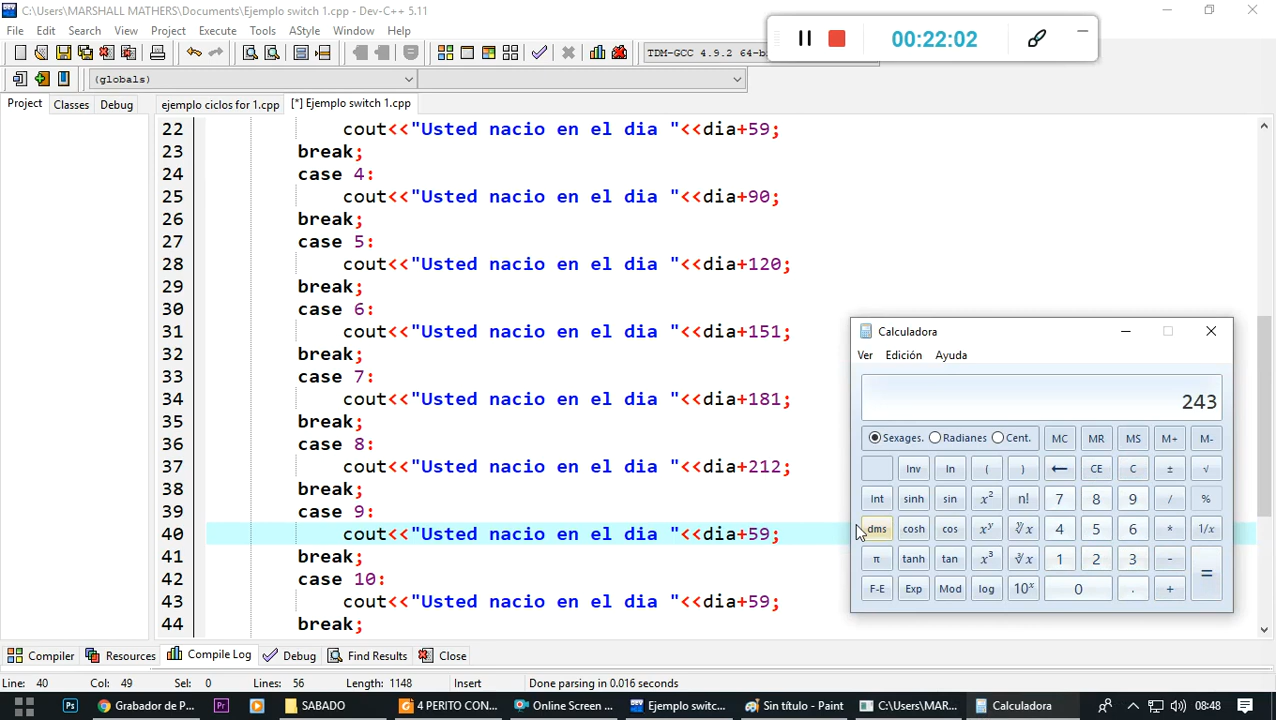 C:\Users\MARSHALL MATHERS\Documents\Ejemplo switch 1.cpp - Dev-C++ 5.11
File Edit Search View Project Execute Tools AStyle Window Help
00:22:02
TDM-GCC 4.9.2 64-b
(globals)
Project Classes Debug
ejemplo ciclos for 1.cpp [*] Ejemplo switch 1.cpp
22 cout<<"Usted nacio en el dia "<<dia+59;
23 break;
24 case 4:
25 cout<<"Usted nacio en el dia "<<dia+90;
26 break;
27 case 5:
28 cout<<"Usted nacio en el dia "<<dia+120;
29 break;
30 case 6:
31 cout<<"Usted nacio en el dia "<<dia+151;
32 break;
33 case 7:
34 cout<<"Usted nacio en el dia "<<dia+181;
35 break;
36 case 8:
37 cout<<"Usted nacio en el dia "<<dia+212;
38 break;
39 case 9:
40 cout<<"Usted nacio en el dia "<<dia+59;
41 break;
42 case 10:
43 cout<<"Usted nacio en el dia "<<dia+59;
44 break;
Calculadora
Ver Edición Ayuda
243
Sexages. Radianes Cent. MC MR MS M+ M-
Inv ln ( ) ← CE C ± √
Int sinh sin x² n! 7 8 9 / %
dms cosh cos xʸ ʸ√x 4 5 6 * 1/x
π tanh tan x³ ³√x 1 2 3 - =
F-E Exp Mod log 10ˣ 0 . +
Compiler Resources Compile Log Debug Find Results Close
Line: 40 Col: 49 Sel: 0 Lines: 56 Length: 1148 Insert Done parsing in 0.016 seconds
Ps Grabador de P... Pr SABADO 4 PERITO CON... Online Screen ... Ejemplo switc... Sin título - Paint C:\Users\MAR... Calculadora 08:48